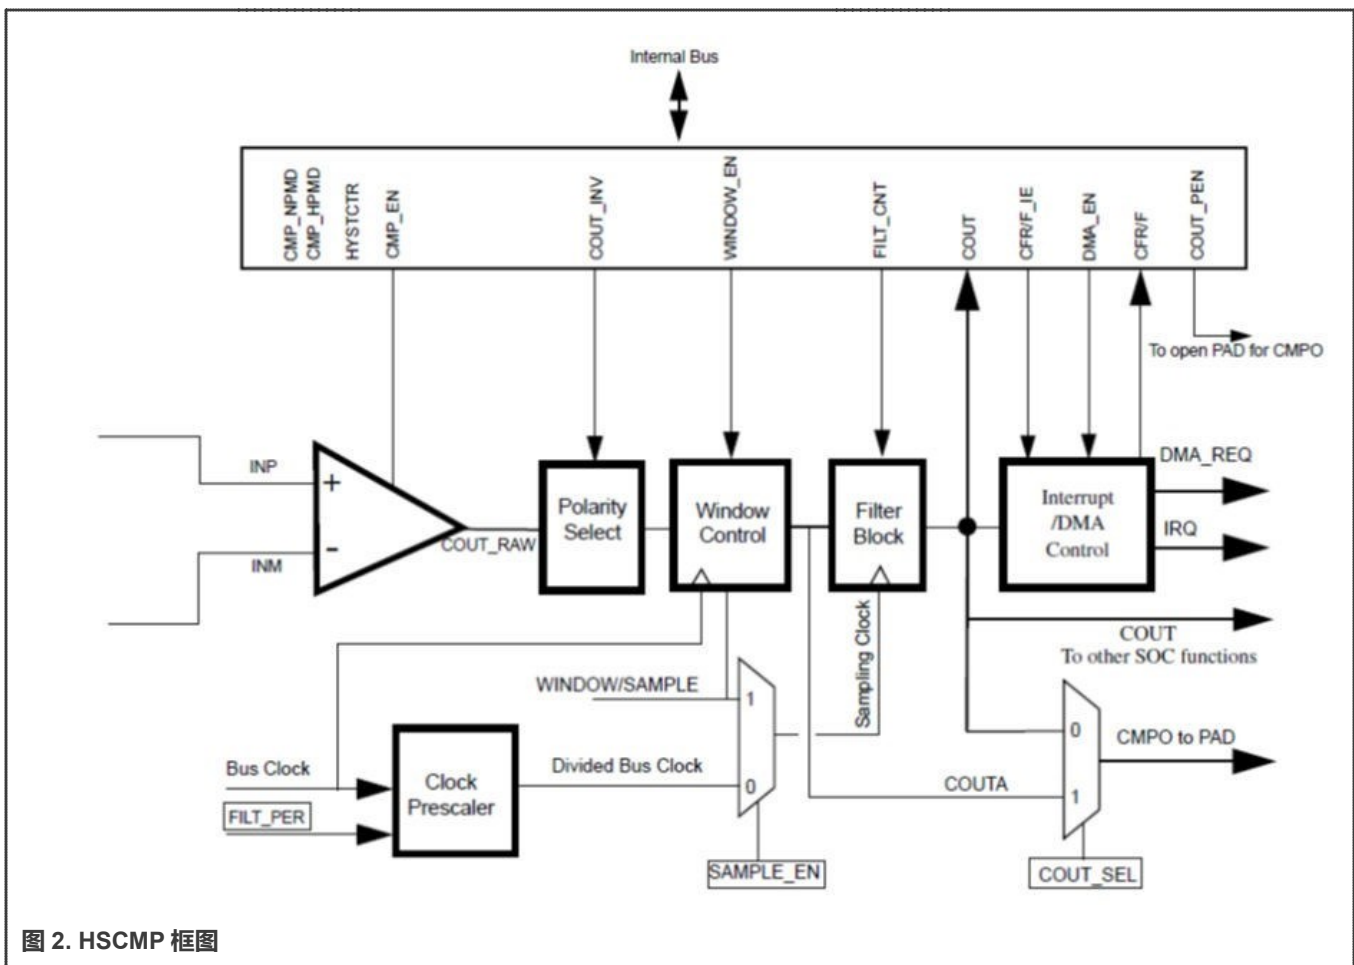 Internal Bus
CMP_NPMD
CMP_HPMD
HYSTCTR
CMP_EN
COUT_INV
WINDOW_EN
FILT_CNT
COUT
CFR/F_IE
DMA_EN
CFR/F
COUT_PEN
To open PAD for CMPO
INP
+
-
INM
COUT_RAW
Polarity
Select
Window
Control
Filter
Block
Interrupt
/DMA
Control
DMA_REQ
IRQ
COUT
To other SOC functions
Sampling Clock
WINDOW/SAMPLE
1
0
Bus Clock
FILT_PER
Clock
Prescaler
Divided Bus Clock
SAMPLE_EN
COUTA
0
1
CMPO to PAD
COUT_SEL
图 2. HSCMP 框图